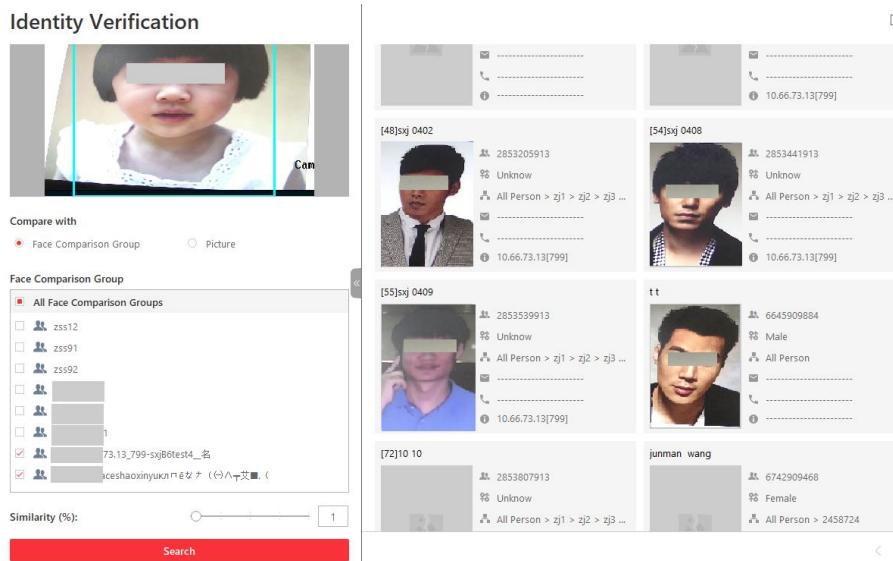 Identity Verification
Cam
Compare with
Face Comparison Group
Picture
Face Comparison Group
All Face Comparison Groups
zss12
zss91
zss92
1
73.13_799-sxjB6test4__名
Similarity (%):
1
Search
------------------------
------------------------
------------------------
------------------------
------------------------
10.66.73.13[799]
[48]sxj 0402
2853205913
Unknow
All Person > zj1 > zj2 > zj3 ...
------------------------
------------------------
10.66.73.13[799]
[54]sxj 0408
2853441913
Unknow
All Person > zj1 > zj2 > zj3 ...
------------------------
------------------------
10.66.73.13[799]
[55]sxj 0409
2853539913
Unknow
All Person > zj1 > zj2 > zj3 ...
------------------------
------------------------
10.66.73.13[799]
t t
6645909884
Male
All Person
------------------------
------------------------
------------------------
[72]10 10
2853807913
Unknow
All Person > zj1 > zj2 > zj3 ...
junman wang
6742909468
Female
All Person > 2458724